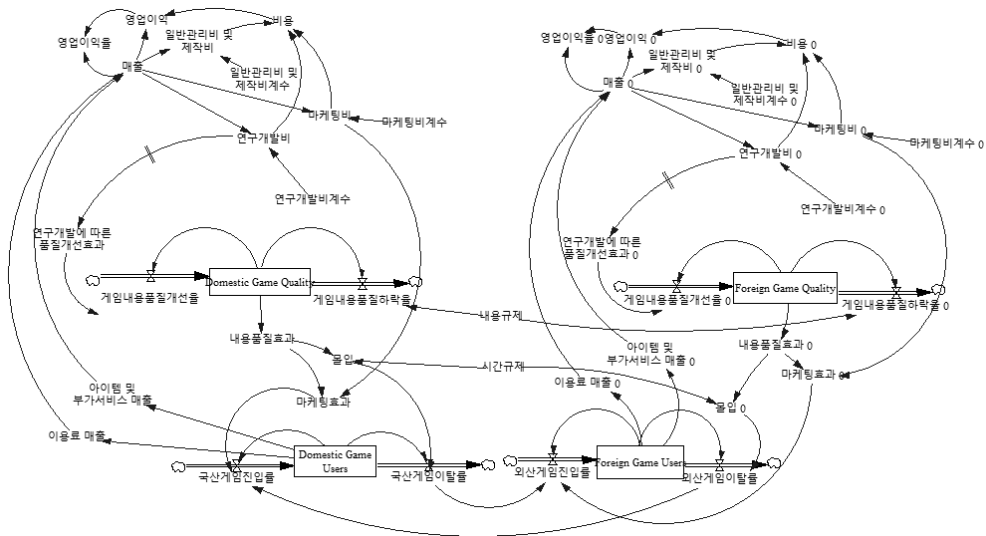 영업이익
비용
영업이익율
일반관리비 및
제작비
매출
일반관리비 및
제작비계수
마케팅비
마케팅비계수
연구개발비
연구개발비계수
연구개발에 따른
품질개선효과
Domestic Game Quality
게임내용품질개선율
게임내용품질하락율
내용품질효과
몰입
마케팅효과
아이템 및
부가서비스 매출
이용료 매출
Domestic Game
Users
국산게임진입률
국산게임이탈률
내용규제
시간규제
영업이익율 0
영업이익 0
비용 0
일반관리비 및
제작비 0
매출 0
일반관리비 및
제작비계수 0
마케팅비 0
마케팅비계수 0
연구개발비 0
연구개발비계수 0
연구개발에 따른
품질개선효과 0
Foreign Game Quality
게임내용품질개선율 0
게임내용품질하락율 0
내용품질효과 0
아이템 및
부가서비스 매출 0
마케팅효과 0
이용료 매출 0
몰입 0
Foreign Game Users
외산게임진입률
외산게임이탈률